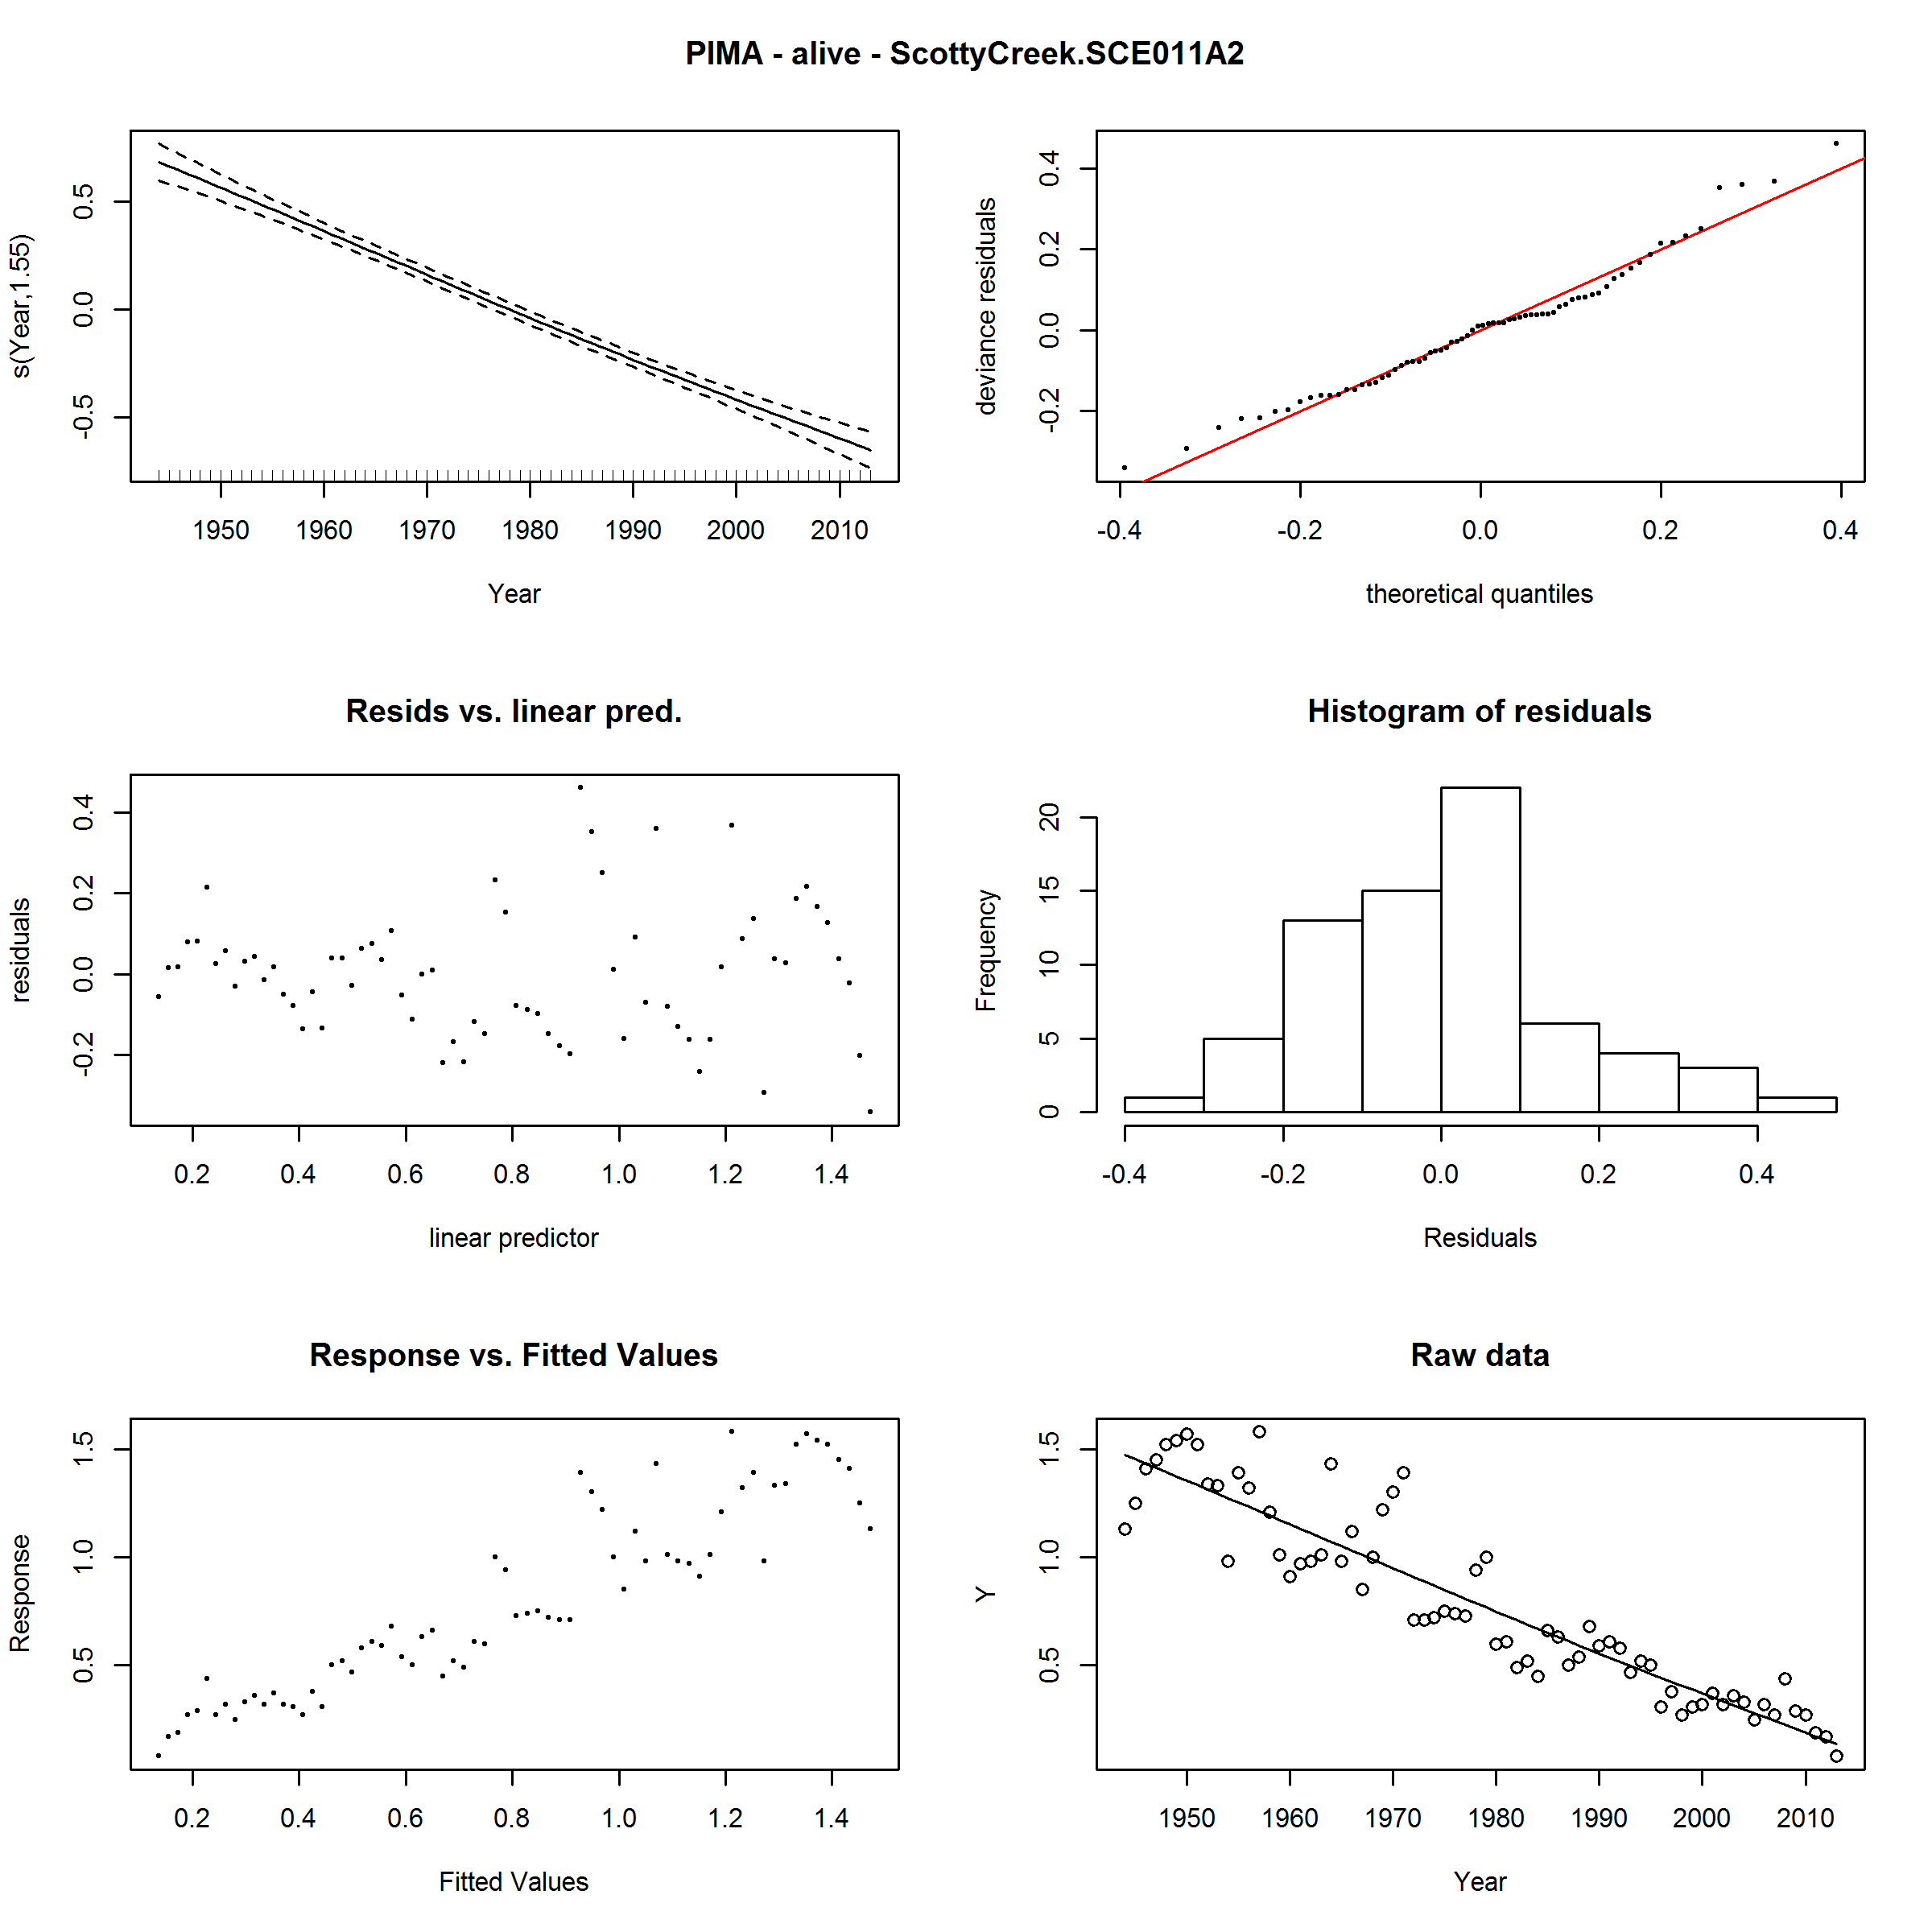 PIMA - alive - ScottyCreek.SCE011A2
s(Year,1.55)
0.5
0.0
-0.5
1950 1960 1970 1980 1990 2000 2010
Year
deviance residuals
0.4
0.2
0.0
-0.2
-0.4 -0.2 0.0 0.2 0.4
theoretical quantiles
Resids vs. linear pred.
residuals
0.4
0.2
0.0
-0.2
0.2 0.4 0.6 0.8 1.0 1.2 1.4
linear predictor
Histogram of residuals
Frequency
20
15
10
5
0
-0.4 -0.2 0.0 0.2 0.4
Residuals
Response vs. Fitted Values
Response
1.5
1.0
0.5
0.2 0.4 0.6 0.8 1.0 1.2 1.4
Fitted Values
Raw data
Y
1.5
1.0
0.5
1950 1960 1970 1980 1990 2000 2010
Year